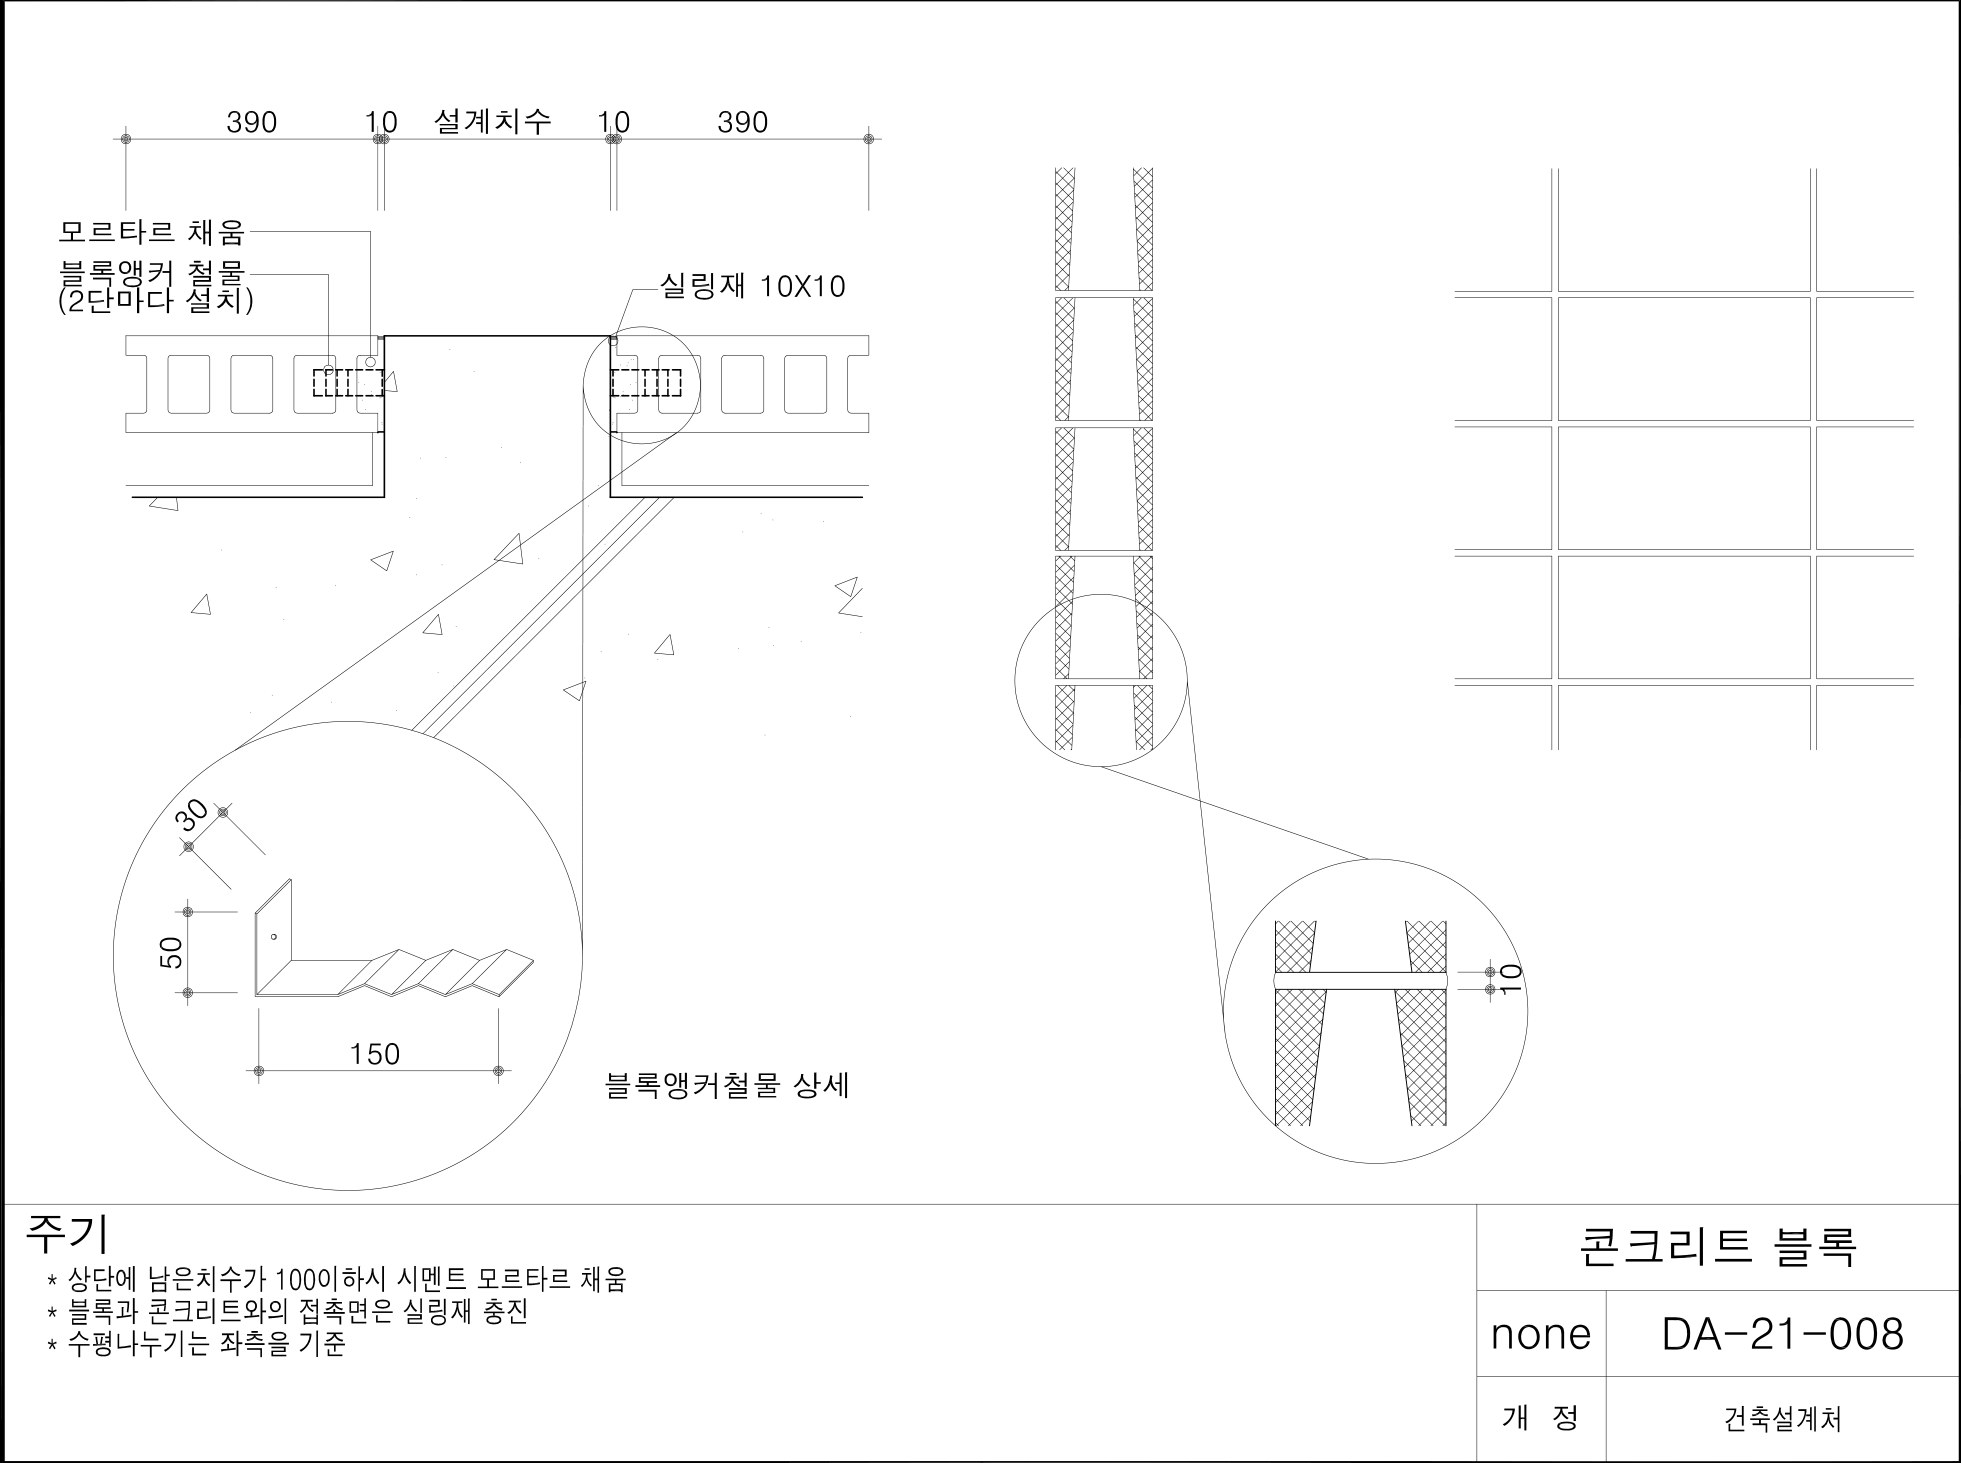 390 10 설계치수 10 390
모르타르 채움
블록앵커 철물
(2단마다 설치)
실링재 10X10
30
50
150
블록앵커철물 상세
10
주기
* 상단에 남은치수가 100이하시 시멘트 모르타르 채움
* 블록과 콘크리트와의 접촉면은 실링재 충진
* 수평나누기는 좌측을 기준
콘크리트 블록
none DA-21-008
개 정 건축설계처